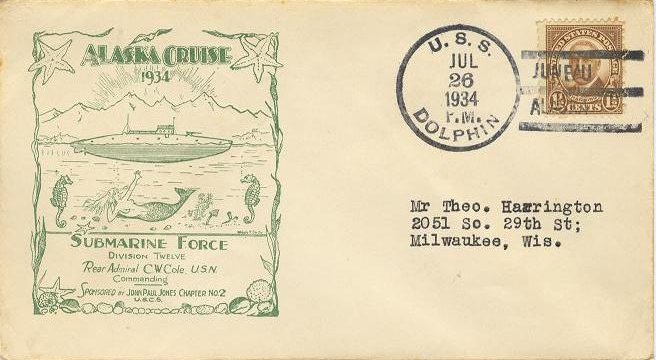 ALASKA CRUISE
1934
SUBMARINE FORCE
DIVISION TWELVE
Rear Admiral C.W. Cole, U.S.N.
Commanding
SPONSORED BY JOHN PAUL JONES CHAPTER NO.2
U.S.C.S.
U. S. S.
JUL
26
1934
P.M.
DOLPHIN
UNITED STATES POSTAGE
JUNEAU
1½ CENTS 1½
Mr Theo. Harrington
2051 So. 29th St;
Milwaukee, Wis.